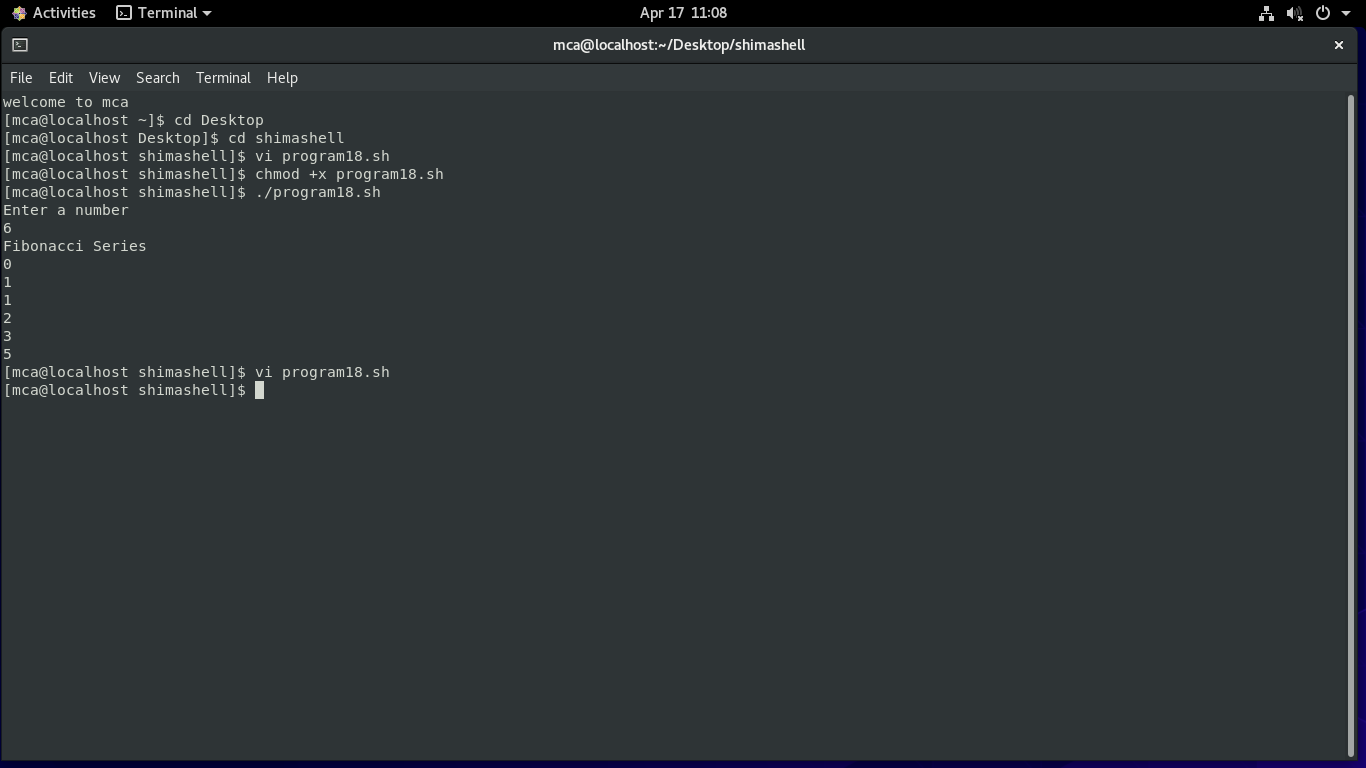 Activities Terminal Apr 17 11:08
mca@localhost:~/Desktop/shimashell
File Edit View Search Terminal Help
welcome to mca
[mca@localhost ~]$ cd Desktop
[mca@localhost Desktop]$ cd shimashell
[mca@localhost shimashell]$ vi program18.sh
[mca@localhost shimashell]$ chmod +x program18.sh
[mca@localhost shimashell]$ ./program18.sh
Enter a number
6
Fibonacci Series
0
1
1
2
3
5
[mca@localhost shimashell]$ vi program18.sh
[mca@localhost shimashell]$